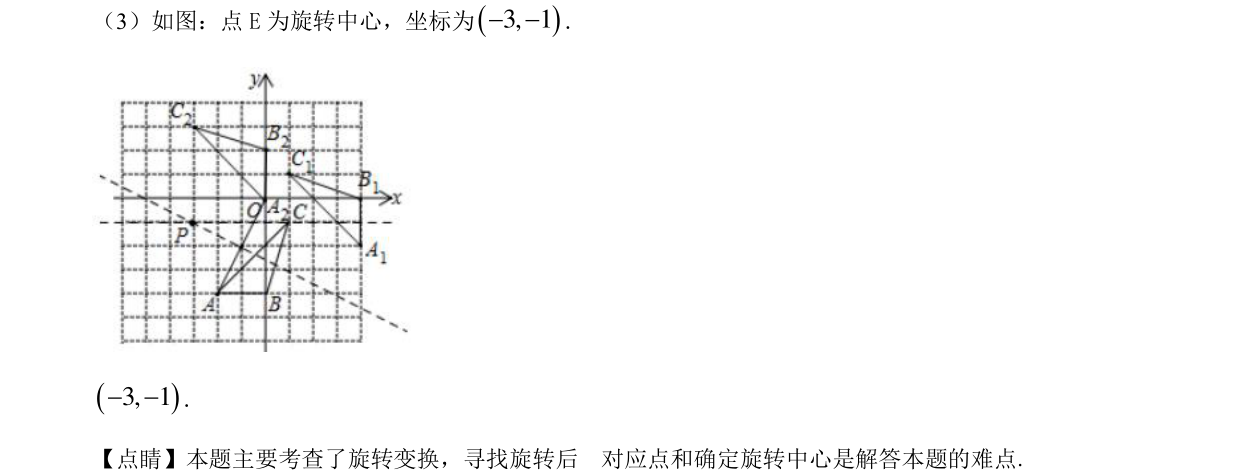 （3）如图：点 E 为旋转中心，坐标为(−3,−1).
y
C2
B2
C1
B1
x
O
A2
C
P
A1
A
B
(−3,−1).
【点睛】本题主要考查了旋转变换，寻找旋转后 对应点和确定旋转中心是解答本题的难点.